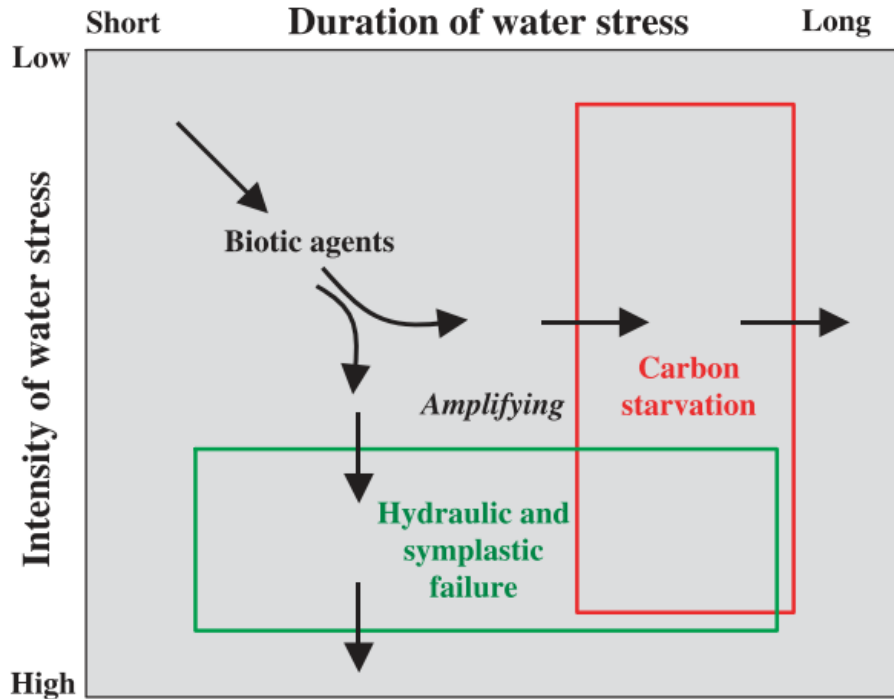 Short Duration of water stress Long
Low
Intensity of water stress
Biotic agents
Carbon
starvation
Amplifying
Hydraulic and
symplastic
failure
High